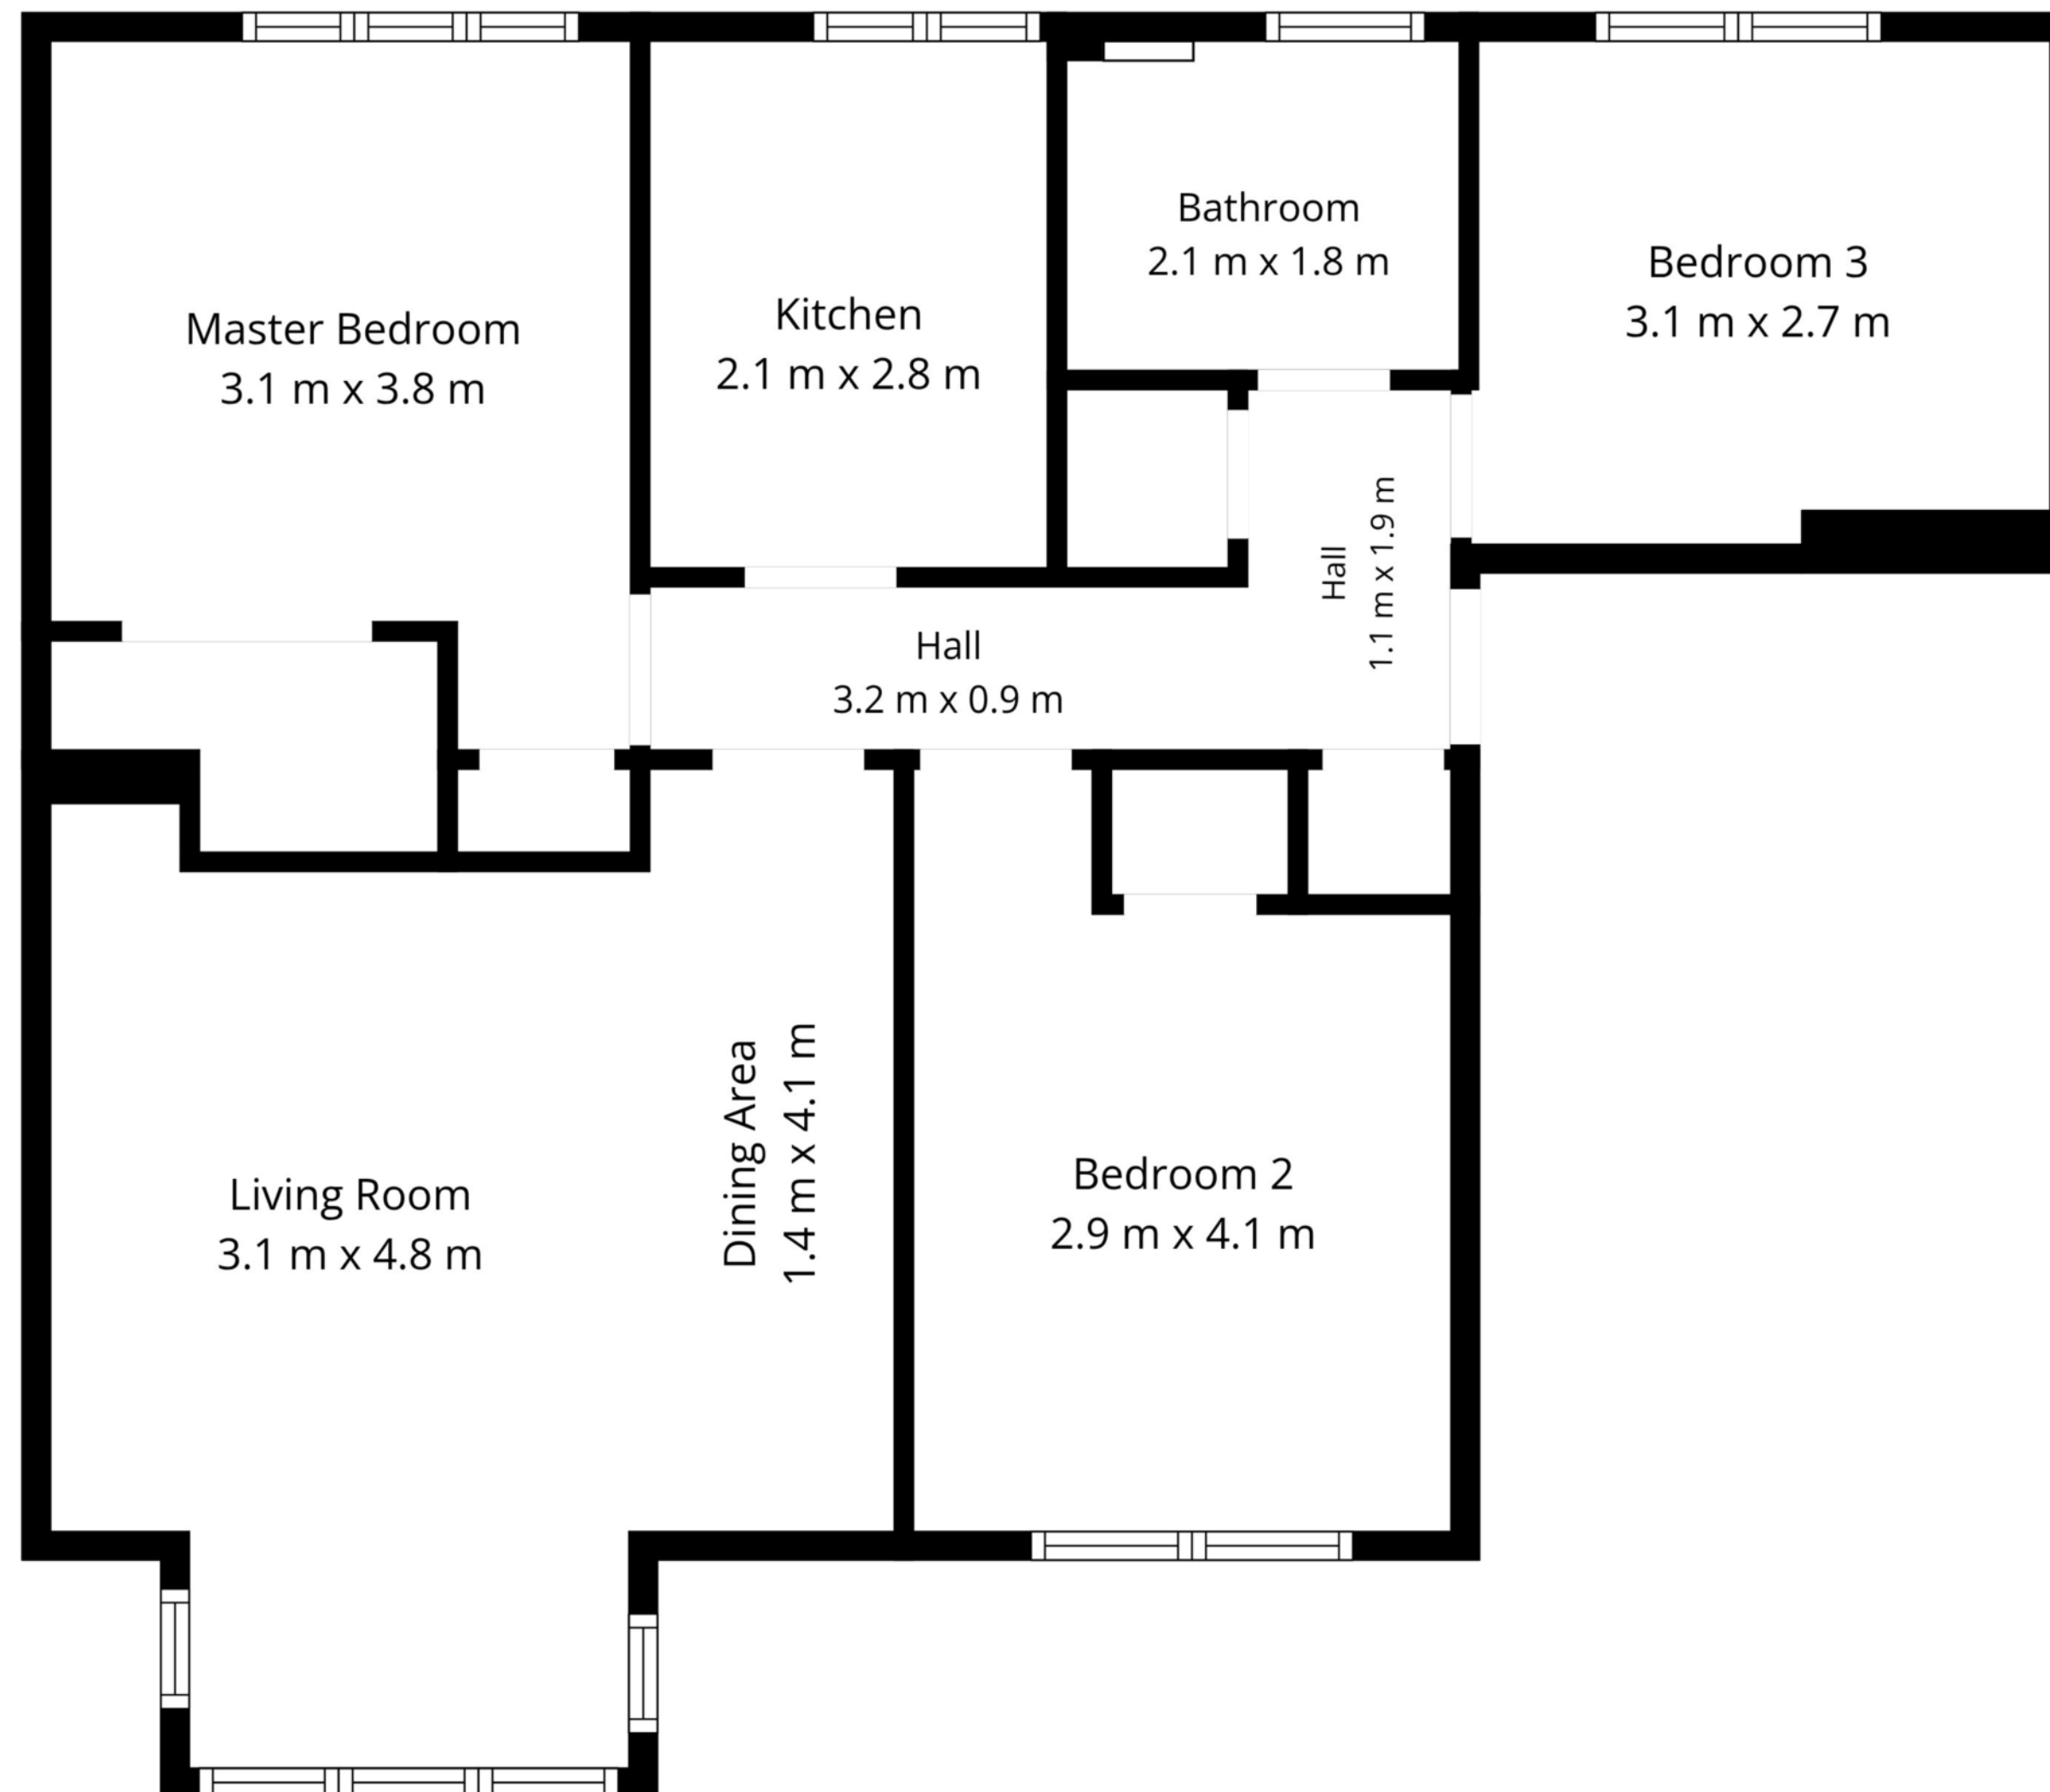 Master Bedroom
3.1 m x 3.8 m
Kitchen
2.1 m x 2.8 m
Bathroom
2.1 m x 1.8 m
Bedroom 3
3.1 m x 2.7 m
Hall
1.1 m x 1.9 m
Hall
3.2 m x 0.9 m
Living Room
3.1 m x 4.8 m
Dining Area
1.4 m x 4.1 m
Bedroom 2
2.9 m x 4.1 m